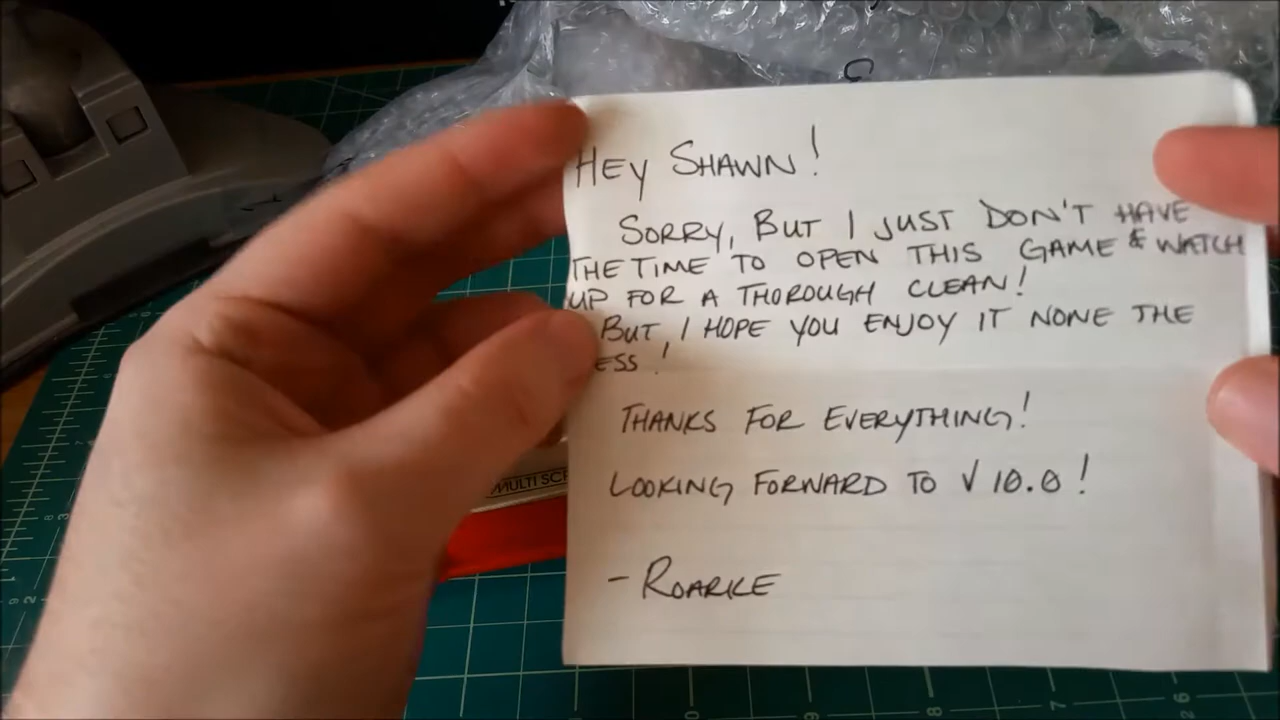 HEY SHAWN!
SORRY, BUT I JUST DON'T HAVE
THE TIME TO OPEN THIS GAME & WATCH
UP FOR A THOROUGH CLEAN!
BUT, I HOPE YOU ENJOY IT NONE THE
ESS!
THANKS FOR EVERYTHING!
LOOKING FORWARD TO V 10.0!
- ROARKE
MULTI SC